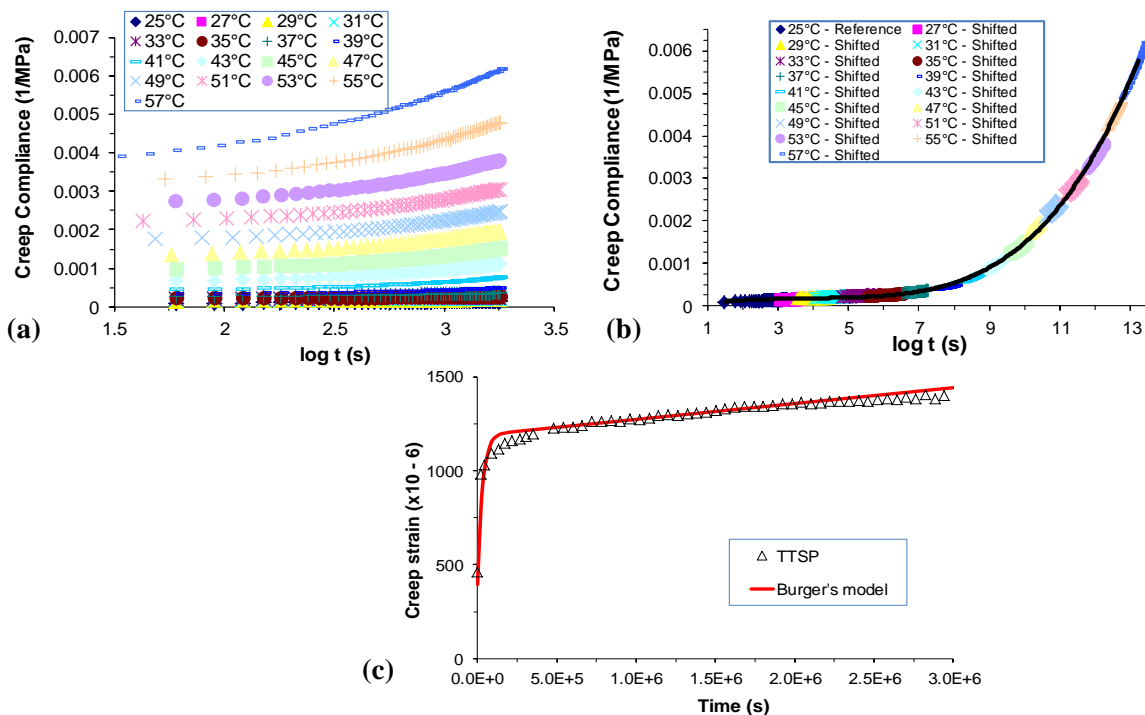 25°C 27°C 29°C 31°C
33°C 35°C 37°C 39°C
41°C 43°C 45°C 47°C
49°C 51°C 53°C 55°C
57°C
Creep Compliance (1/MPa)
0.007
0.006
0.005
0.004
0.003
0.002
0.001
0
1.5 2 2.5 3 3.5
log t (s)
(a)
25°C - Reference 27°C - Shifted
29°C - Shifted 31°C - Shifted
33°C - Shifted 35°C - Shifted
37°C - Shifted 39°C - Shifted
41°C - Shifted 43°C - Shifted
45°C - Shifted 47°C - Shifted
49°C - Shifted 51°C - Shifted
53°C - Shifted 55°C - Shifted
57°C - Shifted
Creep Compliance (1/MPa)
0.006
0.005
0.004
0.003
0.002
0.001
0
1 3 5 7 9 11 13
log t (s)
(b)
Creep strain (x10 - 6)
1500
1000
500
0
TTSP
Burger's model
0.0E+0 5.0E+5 1.0E+6 1.5E+6 2.0E+6 2.5E+6 3.0E+6
Time (s)
(c)